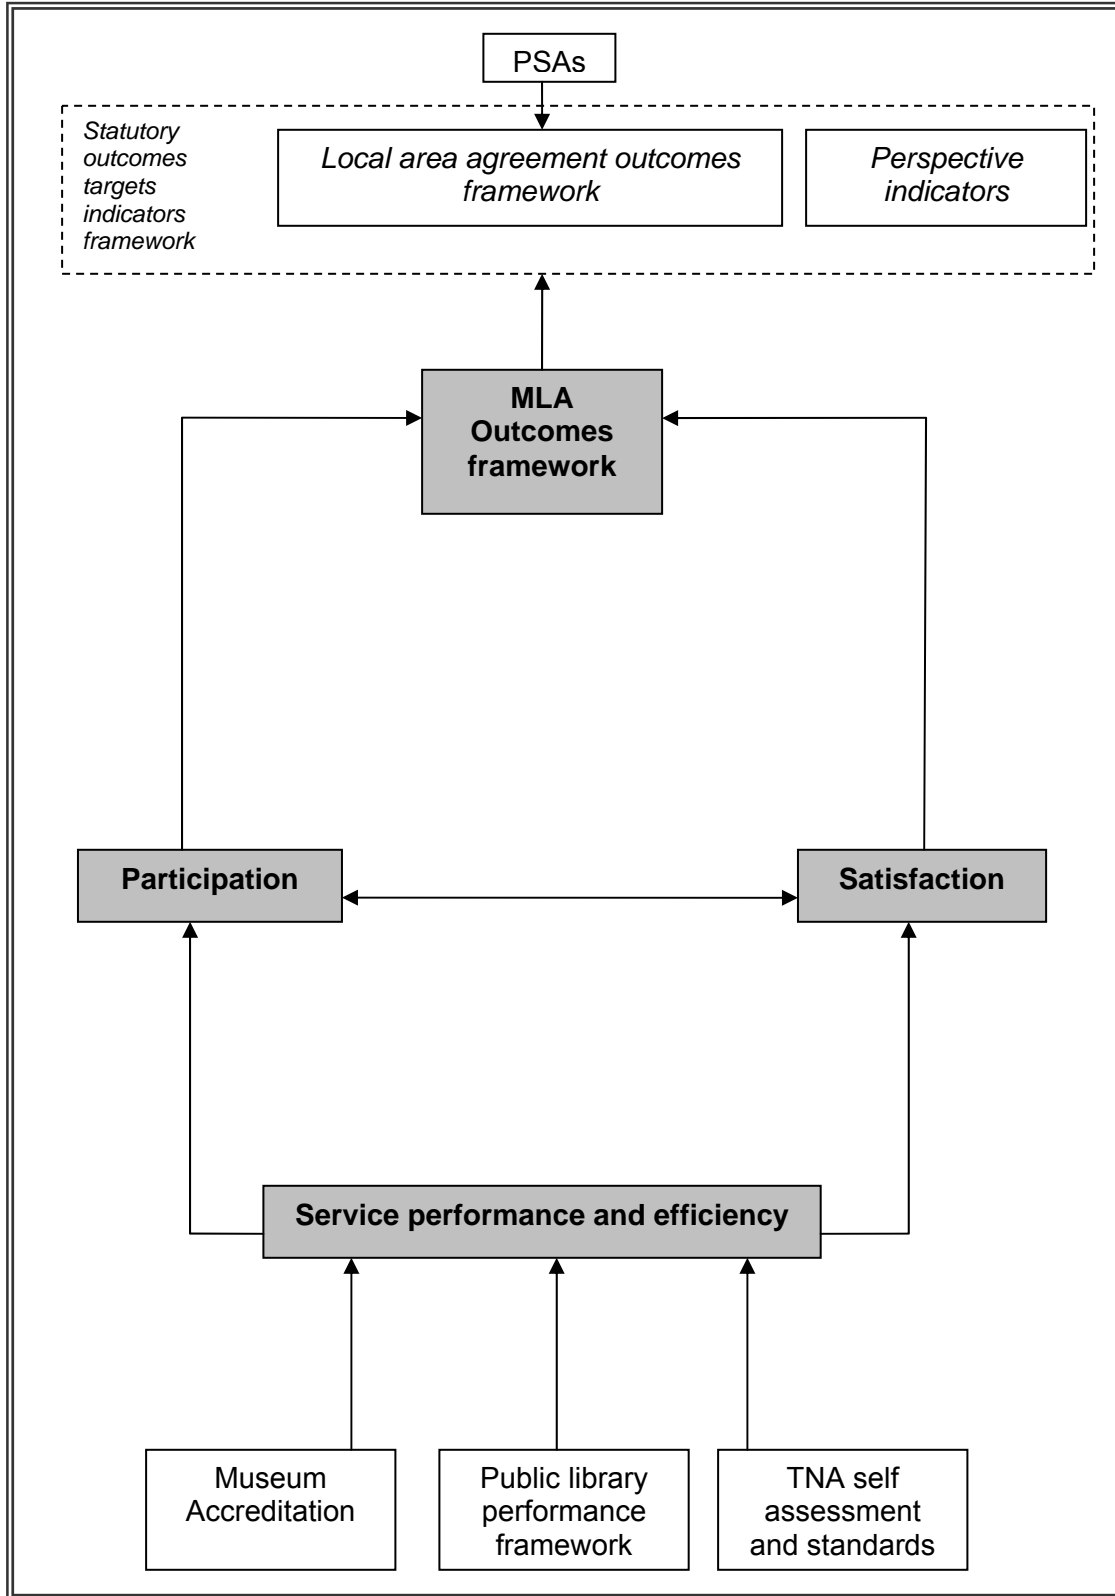 PSAs
Statutory
outcomes
targets
indicators
framework
Local area agreement outcomes
framework
Perspective
indicators
MLA
Outcomes
framework
Participation
Satisfaction
Service performance and efficiency
Museum
Accreditation
Public library
performance
framework
TNA self
assessment
and standards